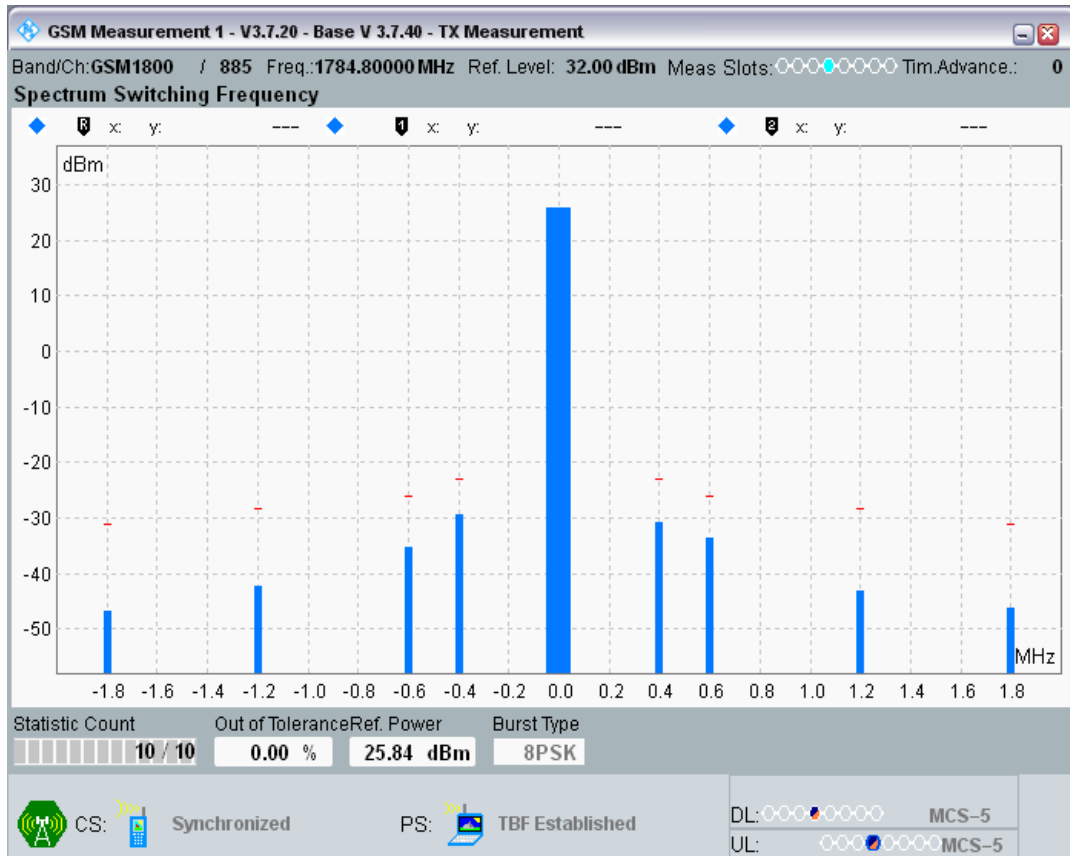 GSM Measurement 1 - V3.7.20 - Base V 3.7.40 - TX Measurement
Band/Ch:GSM1800 / 885 Freq.:1784.80000 MHz Ref. Level: 32.00 dBm Meas Slots: Tim.Advance.: 0
Spectrum Switching Frequency
R x: y: --- 1 x: y: --- 2 x: y: ---
dBm
30
20
10
0
-10
-20
-30
-40
-50
MHz
-1.8 -1.6 -1.4 -1.2 -1.0 -0.8 -0.6 -0.4 -0.2 0.0 0.2 0.4 0.6 0.8 1.0 1.2 1.4 1.6 1.8
Statistic Count Out of Tolerance Ref. Power Burst Type
10 / 10 0.00 % 25.84 dBm 8PSK
CS: Synchronized PS: TBF Established DL: MCS-5
UL: MCS-5